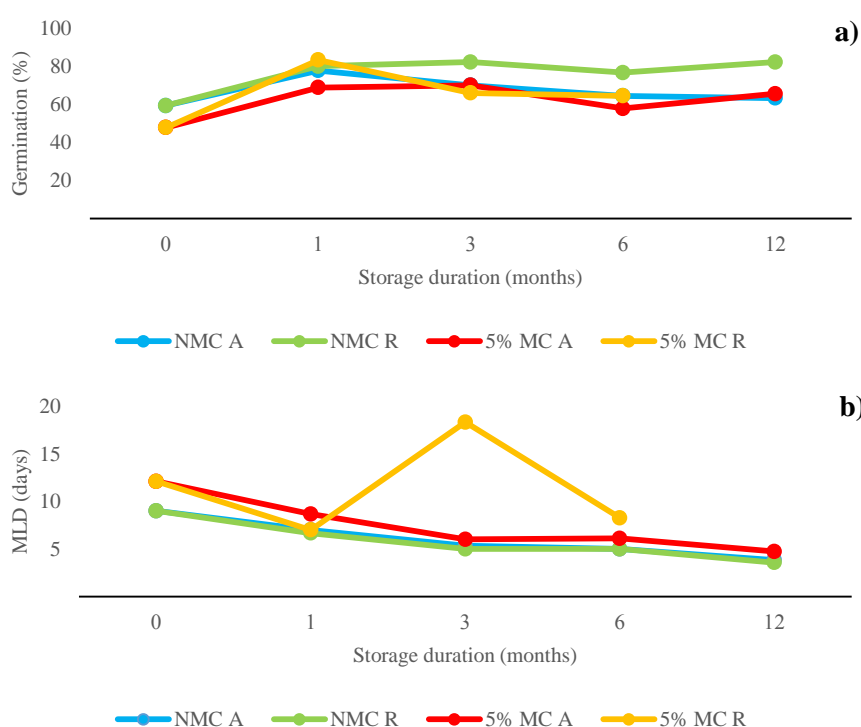 a)
100
80
60
40
20
Germination (%)
0 1 3 6 12
Storage duration (months)
NMC A NMC R 5% MC A 5% MC R
b)
20
15
10
5
MLD (days)
0 1 3 6 12
Storage duration (months)
NMC A NMC R 5% MC A 5% MC R